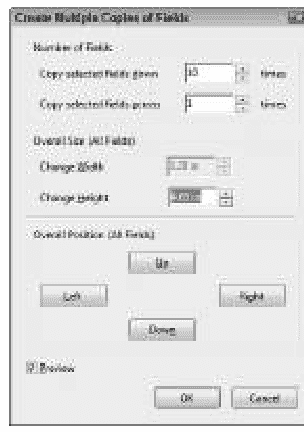 Create Multiple Copies of Fields
Number of Fields
Copy selected fields down 10 times
Copy selected fields across 1 times
Overall Size (All Fields)
Change Width
Change Height
Overall Position (All Fields)
Up
Left Right
Down
Preview
OK Cancel